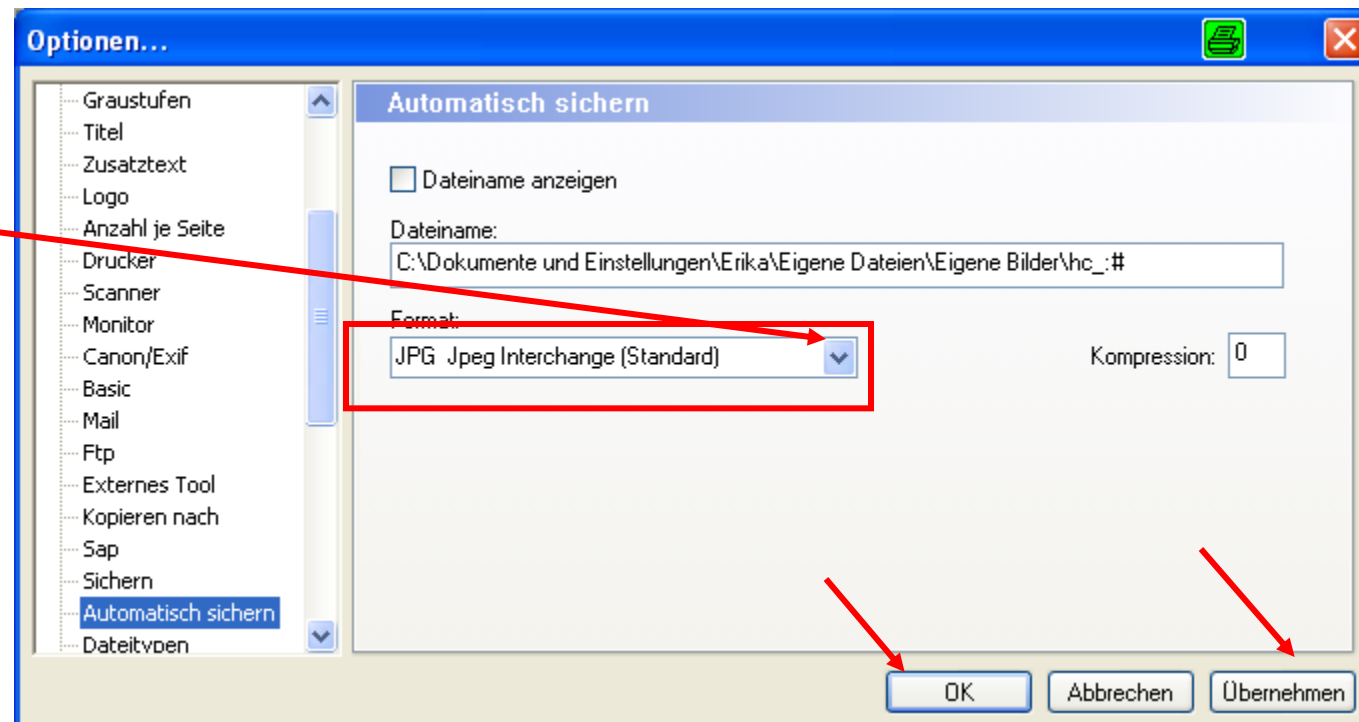 Optionen...
Graustufen
Titel
Zusatztext
Logo
Anzahl je Seite
Drucker
Scanner
Monitor
Canon/Exif
Basic
Mail
Ftp
Externes Tool
Kopieren nach
Sap
Sichern
Automatisch sichern
Dateitypen
Automatisch sichern
Dateiname anzeigen
Dateiname:
C:\Dokumente und Einstellungen\Erika\Eigene Dateien\Eigene Bilder\hc_:#
Format:
JPG Jpeg Interchange (Standard)
Kompression: 0
OK Abbrechen Übernehmen